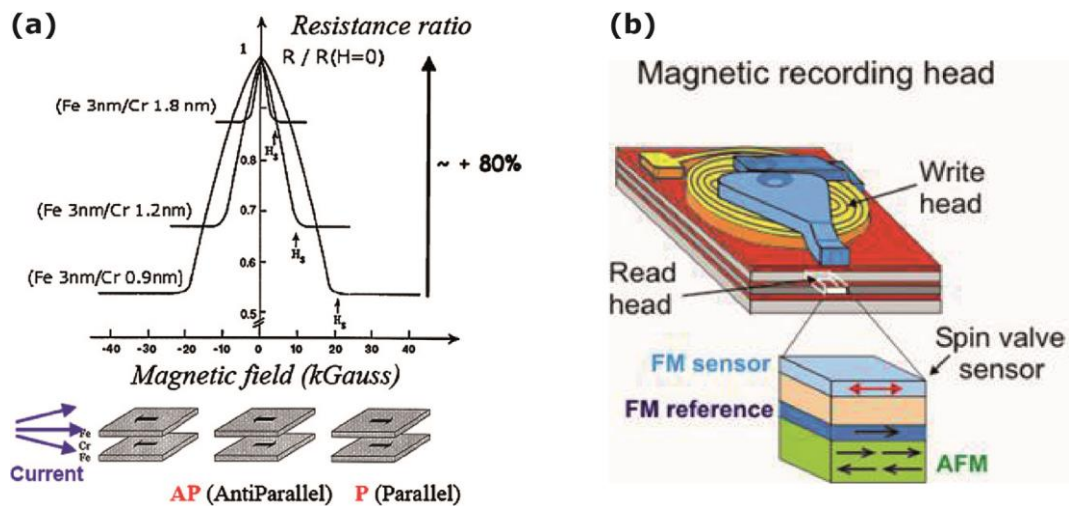 (a)
Resistance ratio
R / R(H=0)
1
(Fe 3nm/Cr 1.8 nm)
0.8
H_s
~ + 80%
(Fe 3nm/Cr 1.2nm)
0.7
H_s
0.6
(Fe 3nm/Cr 0.9nm)
H_s
0.5
-40 -30 -20 -10 0 10 20 30 40
Magnetic field (kGauss)
Fe
Cr
Fe
Current
AP (AntiParallel) P (Parallel)
(b)
Magnetic recording head
Write
head
Read
head
Spin valve
sensor
FM sensor
FM reference
AFM